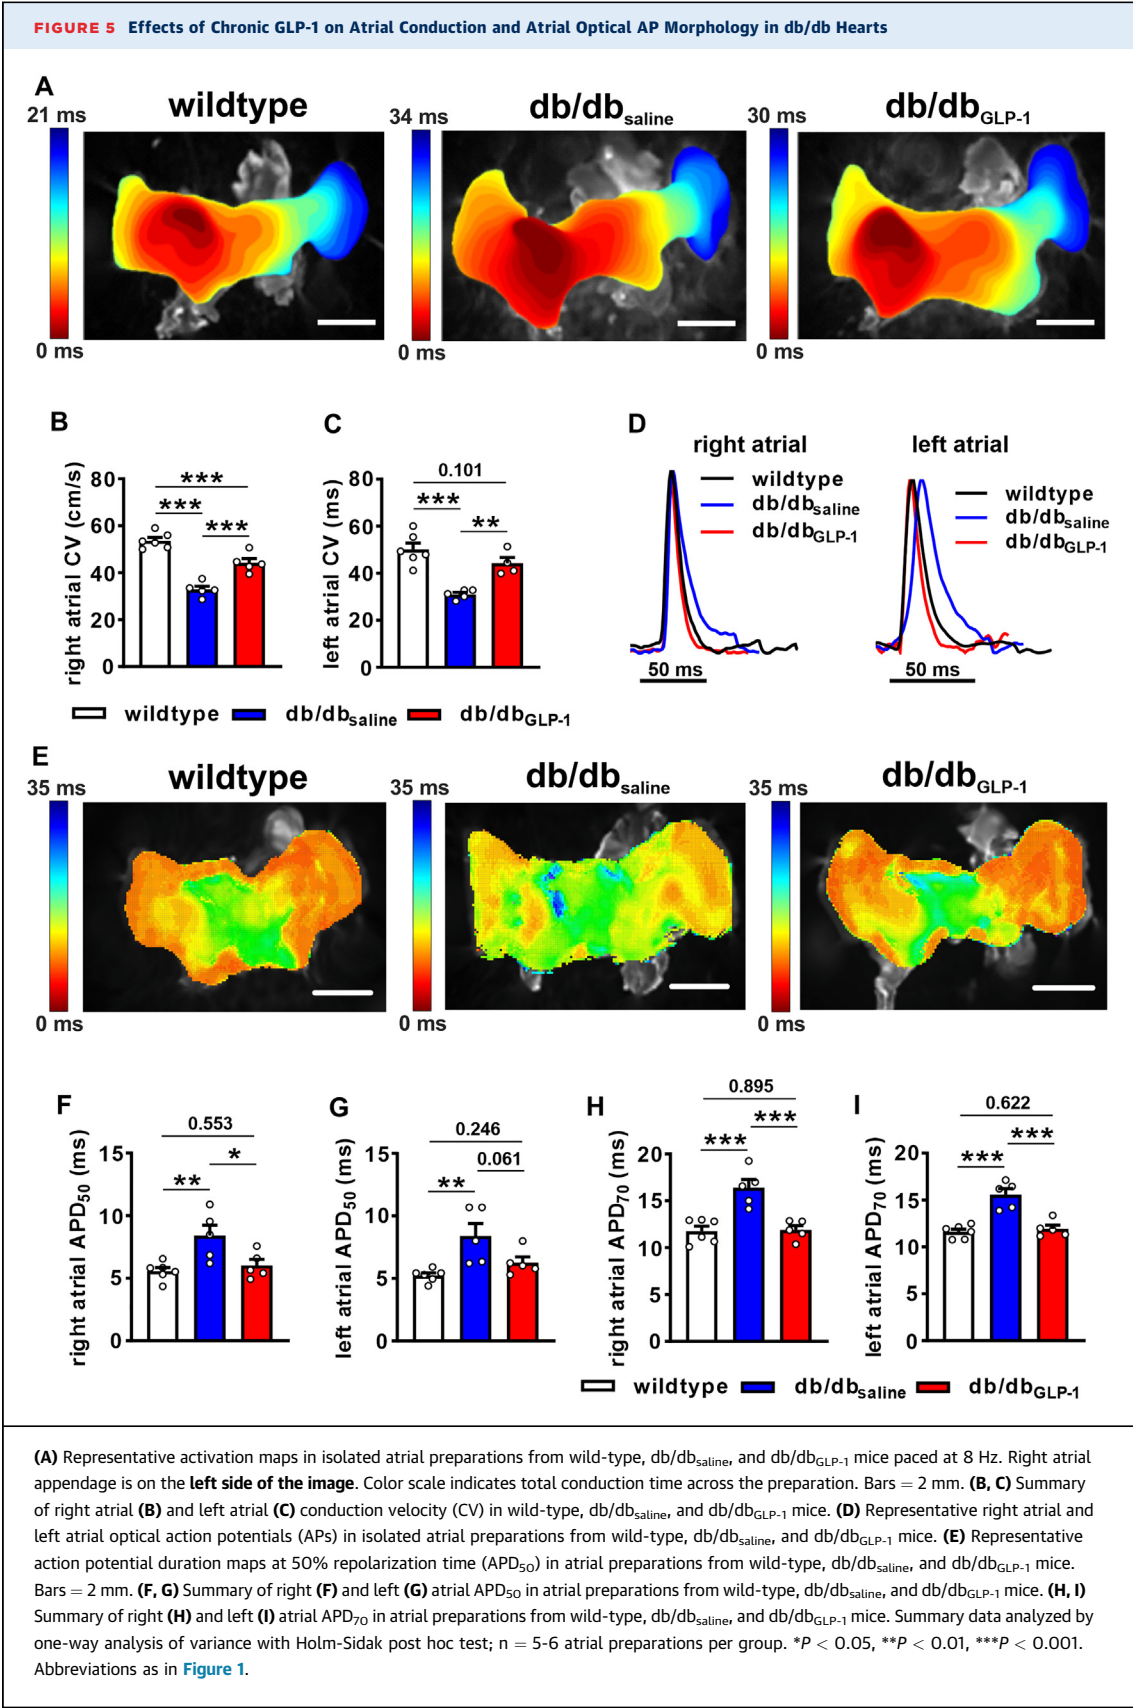 FIGURE 5 Effects of Chronic GLP-1 on Atrial Conduction and Atrial Optical AP Morphology in db/db Hearts
A
wildtype
db/dbsaline
db/dbGLP-1
21 ms
34 ms
30 ms
0 ms
0 ms
0 ms
B
right atrial CV (cm/s)
80
60
40
20
0
***
***
***
C
left atrial CV (ms)
80
60
40
20
0
0.101
***
**
D
right atrial
wildtype
db/dbsaline
db/dbGLP-1
50 ms
left atrial
wildtype
db/dbsaline
db/dbGLP-1
50 ms
wildtype db/dbsaline db/dbGLP-1
E
wildtype
db/dbsaline
db/dbGLP-1
35 ms
35 ms
35 ms
0 ms
0 ms
0 ms
F
right atrial APD50 (ms)
15
10
5
0
0.553
**
*
G
left atrial APD50 (ms)
15
10
5
0
0.246
0.061
**
H
right atrial APD70 (ms)
20
15
10
5
0
0.895
***
***
I
left atrial APD70 (ms)
20
15
10
5
0
0.622
***
***
wildtype db/dbsaline db/dbGLP-1
(A) Representative activation maps in isolated atrial preparations from wild-type, db/dbsaline, and db/dbGLP-1 mice paced at 8 Hz. Right atrial
appendage is on the left side of the image. Color scale indicates total conduction time across the preparation. Bars = 2 mm. (B, C) Summary
of right atrial (B) and left atrial (C) conduction velocity (CV) in wild-type, db/dbsaline, and db/dbGLP-1 mice. (D) Representative right atrial and
left atrial optical action potentials (APs) in isolated atrial preparations from wild-type, db/dbsaline, and db/dbGLP-1 mice. (E) Representative
action potential duration maps at 50% repolarization time (APD50) in atrial preparations from wild-type, db/dbsaline, and db/dbGLP-1 mice.
Bars = 2 mm. (F, G) Summary of right (F) and left (G) atrial APD50 in atrial preparations from wild-type, db/dbsaline, and db/dbGLP-1 mice. (H, I)
Summary of right (H) and left (I) atrial APD70 in atrial preparations from wild-type, db/dbsaline, and db/dbGLP-1 mice. Summary data analyzed by
one-way analysis of variance with Holm-Sidak post hoc test; n = 5-6 atrial preparations per group. *P < 0.05, **P < 0.01, ***P < 0.001.
Abbreviations as in Figure 1.